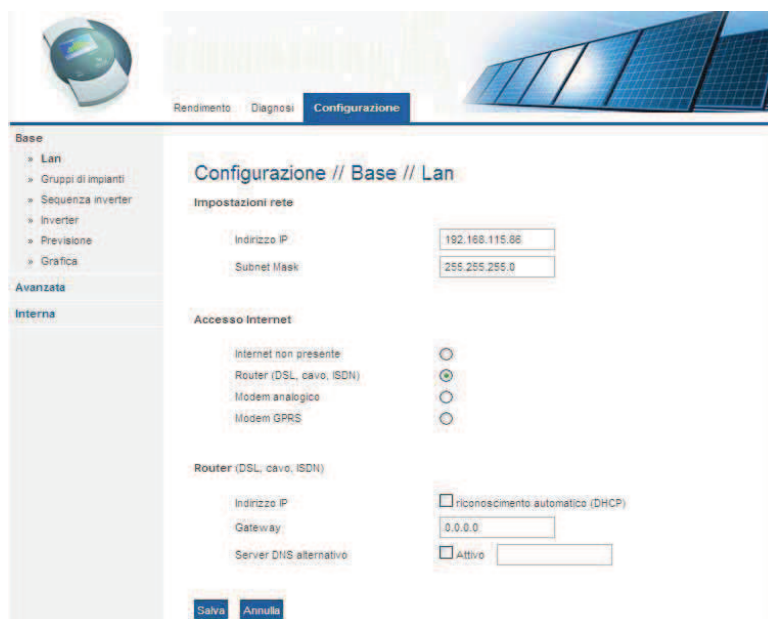 Rendimento Diagnosi Configurazione
Base
» Lan
» Gruppi di impianti
» Sequenza inverter
» Inverter
» Previsione
» Grafica
Avanzata
Interna
Configurazione // Base // Lan
Impostazioni rete
Indirizzo IP 192.168.115.86
Subnet Mask 255.255.255.0
Accesso Internet
Internet non presente
Router (DSL, cavo, ISDN)
Modem analogico
Modem GPRS
Router (DSL, cavo, ISDN)
Indirizzo IP riconoscimento automatico (DHCP)
Gateway 0.0.0.0
Server DNS alternativo Attivo
Salva Annulla